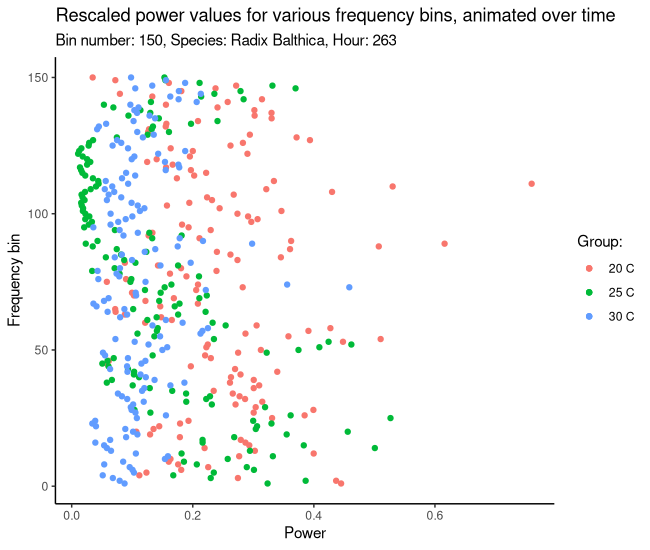 Rescaled power values for various frequency bins, animated over time
Bin number: 150, Species: Radix Balthica, Hour: 263
150
100
50
0
Frequency bin
0.0 0.2 0.4 0.6
Power
Group:
20 C
25 C
30 C